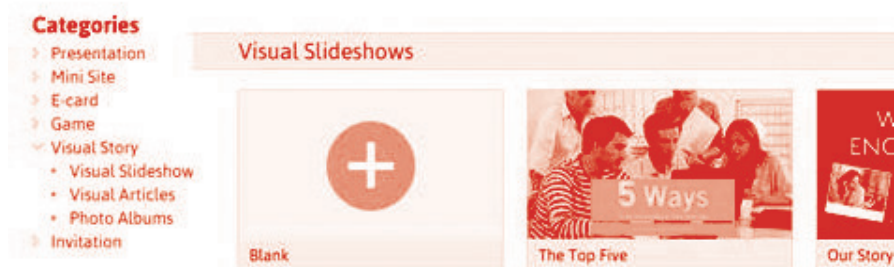 Categories
Presentation
Mini Site
E-card
Game
Visual Story
Visual Slideshow
Visual Articles
Photo Albums
Invitation
Visual Slideshows
Blank
5 Ways
The Top Five
W
ENG
Our Story